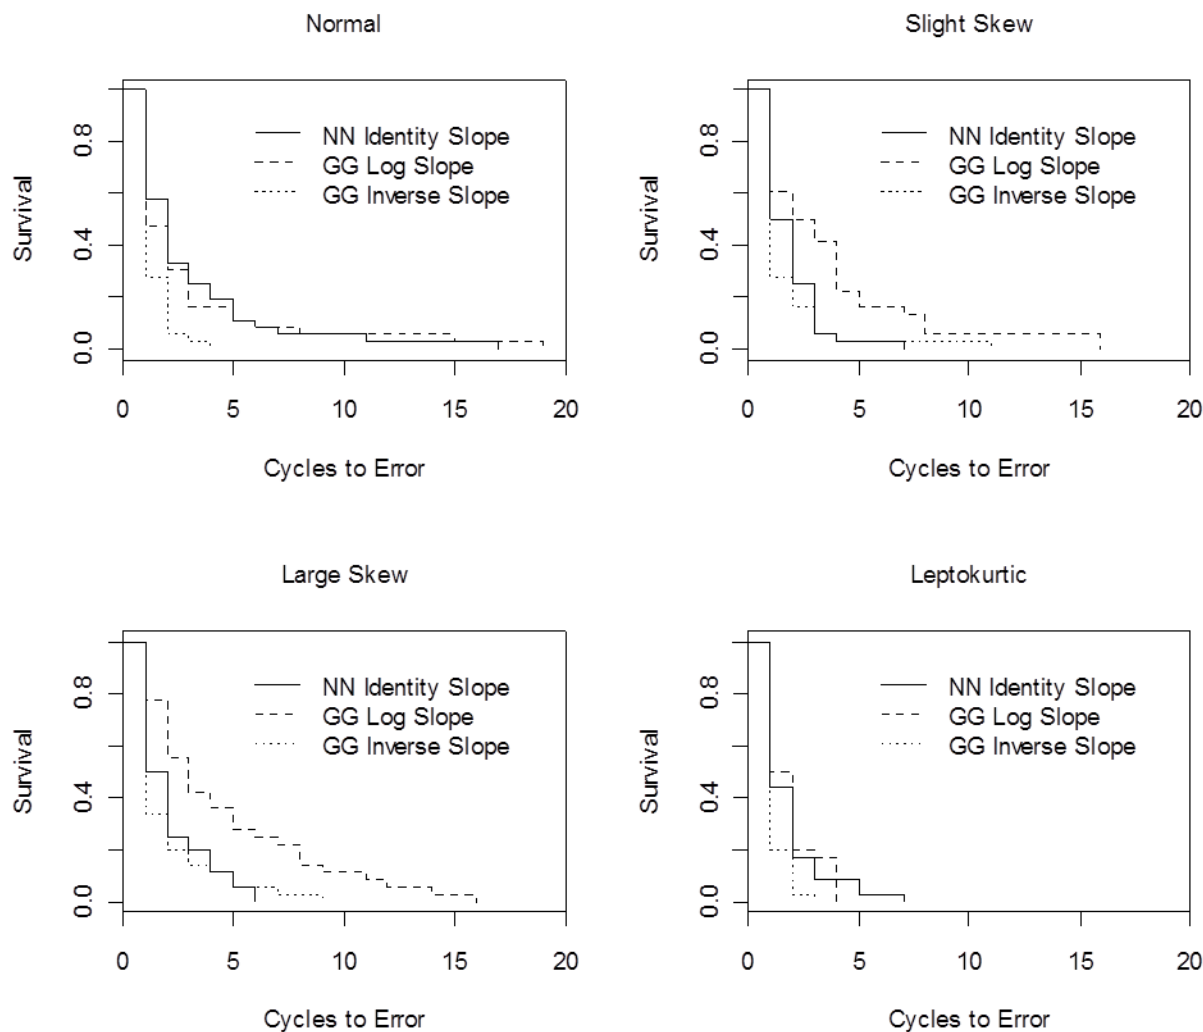 Normal
Survival
0.8
0.4
0.0
NN Identity Slope
GG Log Slope
GG Inverse Slope
0 5 10 15 20
Cycles to Error
Slight Skew
Survival
0.8
0.4
0.0
NN Identity Slope
GG Log Slope
GG Inverse Slope
0 5 10 15 20
Cycles to Error
Large Skew
Survival
0.8
0.4
0.0
NN Identity Slope
GG Log Slope
GG Inverse Slope
0 5 10 15 20
Cycles to Error
Leptokurtic
Survival
0.8
0.4
0.0
NN Identity Slope
GG Log Slope
GG Inverse Slope
0 5 10 15 20
Cycles to Error